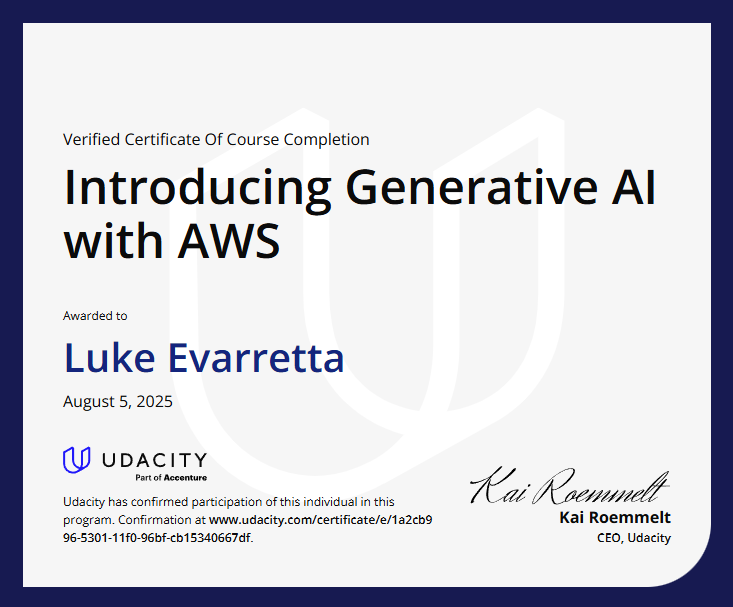 Verified Certificate Of Course Completion
Introducing Generative AI
with AWS
Awarded to
Luke Evarretta
August 5, 2025
UDACITY
Part of Accenture
Udacity has confirmed participation of this individual in this
program. Confirmation at www.udacity.com/certificate/e/1a2cb9
96-5301-11f0-96bf-cb15340667df.
Kai Roemmelt
Kai Roemmelt
CEO, Udacity